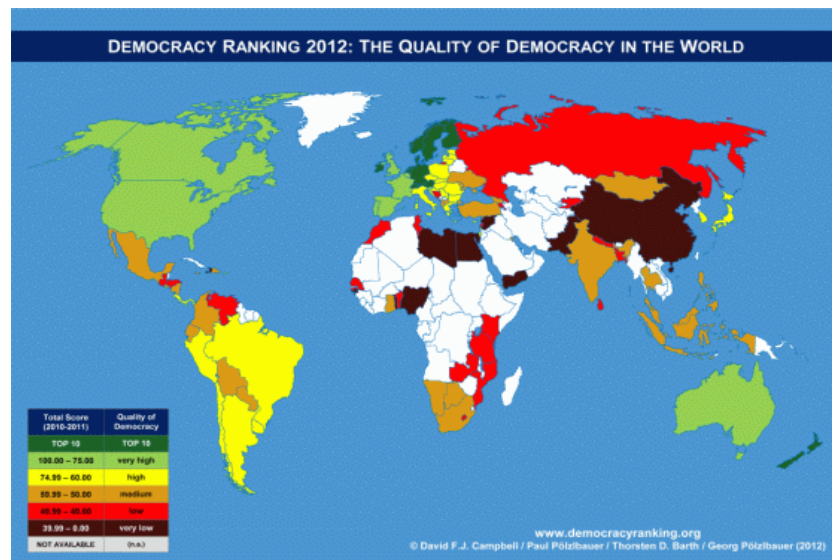 DEMOCRACY RANKING 2012: THE QUALITY OF DEMOCRACY IN THE WORLD
Total Score Quality of
(2010-2011) Democracy
TOP 10 TOP 10
100.00 – 75.00 very high
74.99 – 60.00 high
59.99 – 50.00 medium
49.99 – 40.00 low
39.99 – 0.00 very low
NOT AVAILABLE (n.a.)
www.democracyranking.org
© David F.J. Campbell / Paul Pölzlbauer / Thorsten D. Barth / Georg Pölzlbauer (2012)